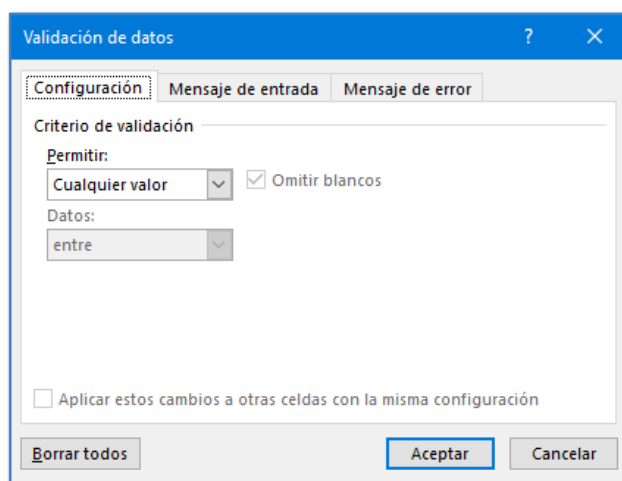 Validación de datos ?
Configuración Mensaje de entrada Mensaje de error
Criterio de validación
Permitir:
Cualquier valor Omitir blancos
Datos:
entre
Aplicar estos cambios a otras celdas con la misma configuración
Borrar todos Aceptar Cancelar